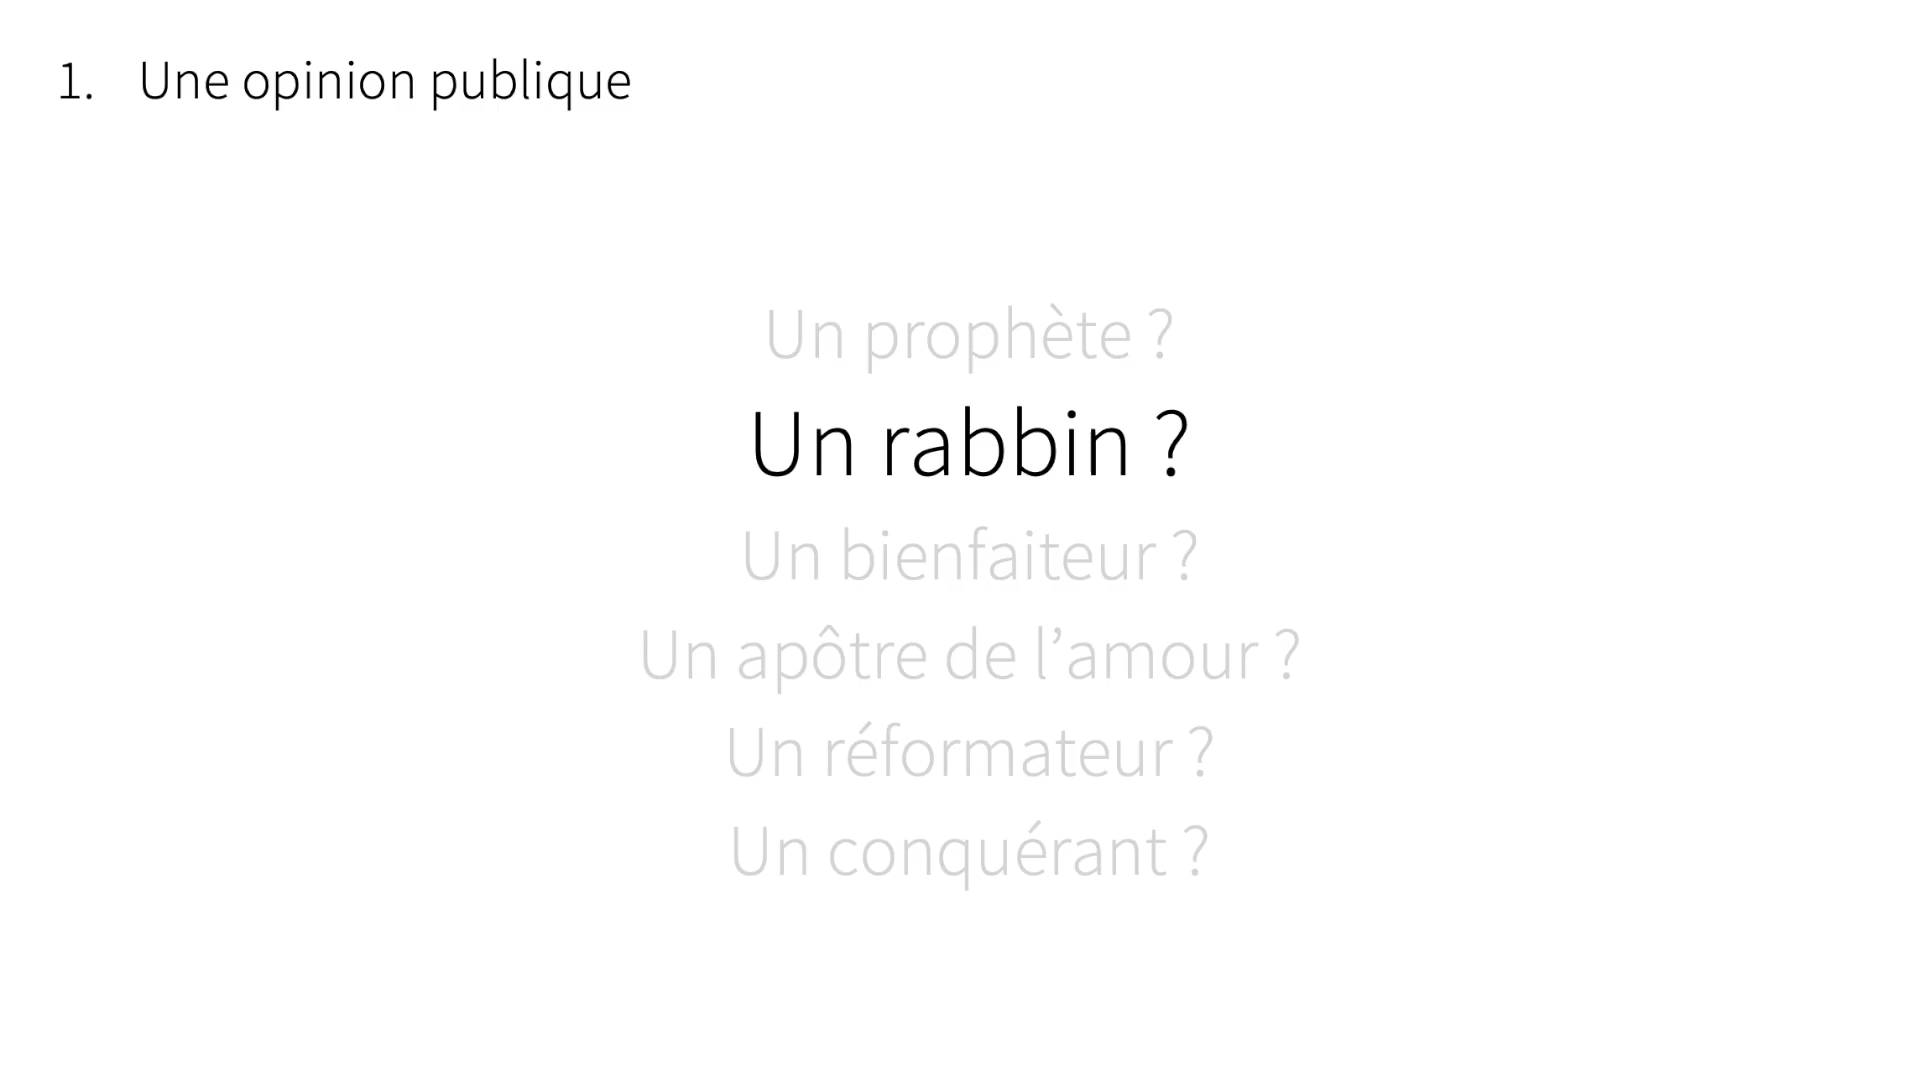 1. Une opinion publique
Un prophète ?
Un rabbin ?
Un bienfaiteur ?
Un apôtre de l’amour ?
Un réformateur ?
Un conquérant ?